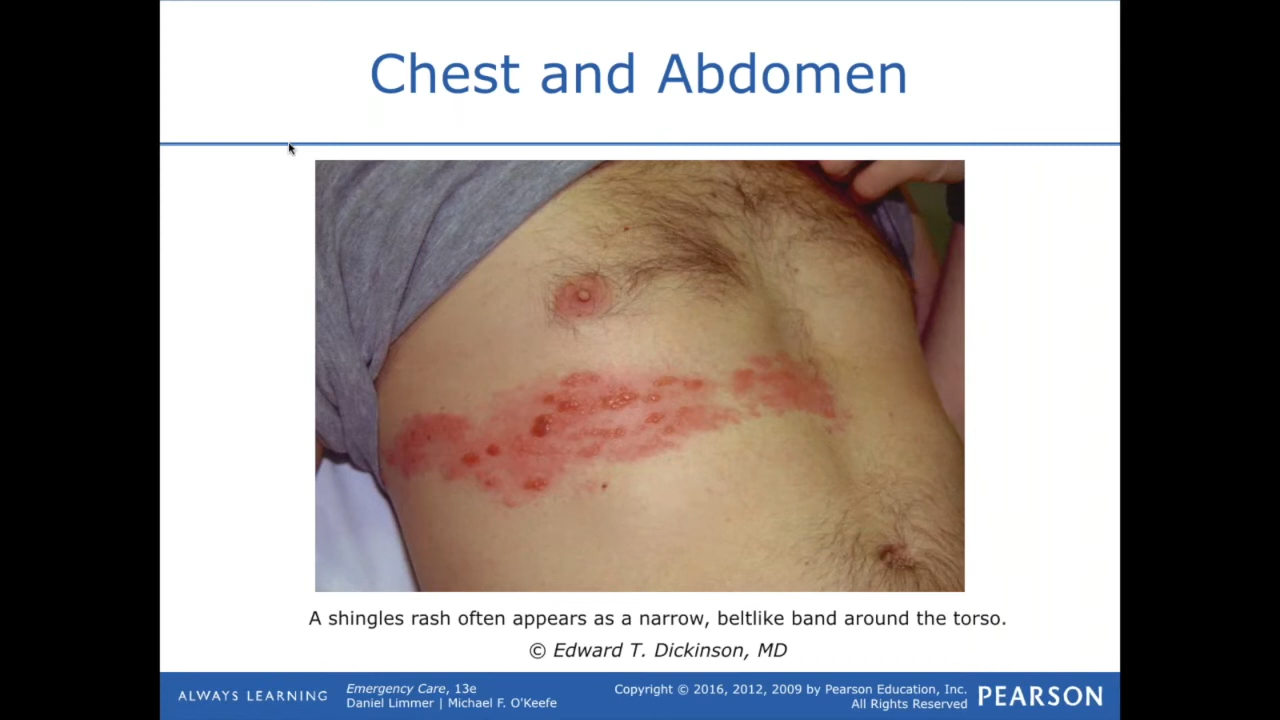 Chest and Abdomen
A shingles rash often appears as a narrow, beltlike band around the torso.
© Edward T. Dickinson, MD
ALWAYS LEARNING
Emergency Care, 13e
Daniel Limmer | Michael F. O'Keefe
Copyright © 2016, 2012, 2009 by Pearson Education, Inc.
All Rights Reserved
PEARSON